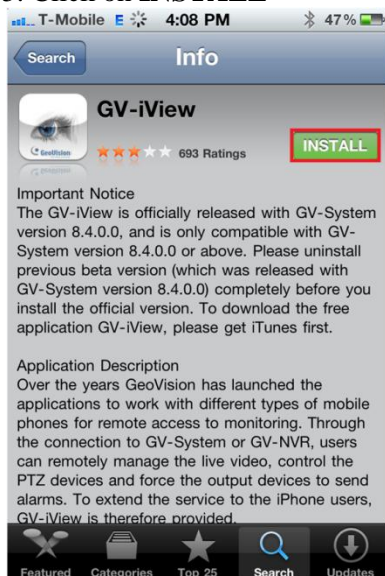 T-Mobile E 4:08 PM 47%
Search Info
GV-iView
GeoVision
693 Ratings
INSTALL
Important Notice
The GV-iView is officially released with GV-System
version 8.4.0.0, and is only compatible with GV-
System version 8.4.0.0 or above. Please uninstall
previous beta version (which was released with
GV-System version 8.4.0.0) completely before you
install the official version. To download the free
application GV-iView, please get iTunes first.
Application Description
Over the years GeoVision has launched the
applications to work with different types of mobile
phones for remote access to monitoring. Through
the connection to GV-System or GV-NVR, users
can remotely manage the live video, control the
PTZ devices and force the output devices to send
alarms. To extend the service to the iPhone users,
GV-iView is therefore provided.
Featured Categories Top 25 Search Updates